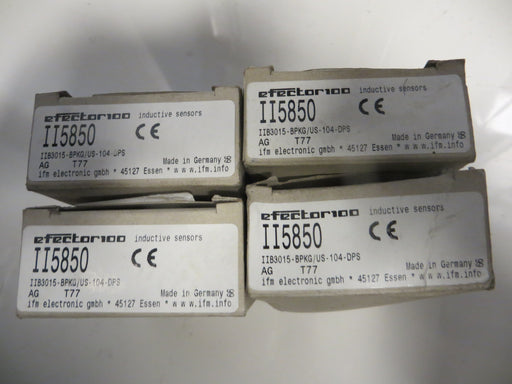 efector100 inductive sensors
II5850 CE
IIB3015-BPKG/US-104-DPS
AG T77 Made in Germany
ifm electronic gmbh * 45127 Essen * www.ifm.info
efector100 inductive sensors
II5850 CE
IIB3015-BPKG/US-104-DPS
AG T77 Made in Germany
ifm electronic gmbh * 45127 Essen * www.ifm.info
efector100 inductive sensors
II5850 CE
IIB3015-BPKG/US-104-DPS
AG T77 Made in Germany
ifm electronic gmbh * 45127 Essen * www.ifm.info
efector100 inductive sensors
II5850 CE
IIB3015-BPKG/US-104-DPS
AG T77 Made in Germany
ifm electronic gmbh * 45127 Essen * www.ifm.info